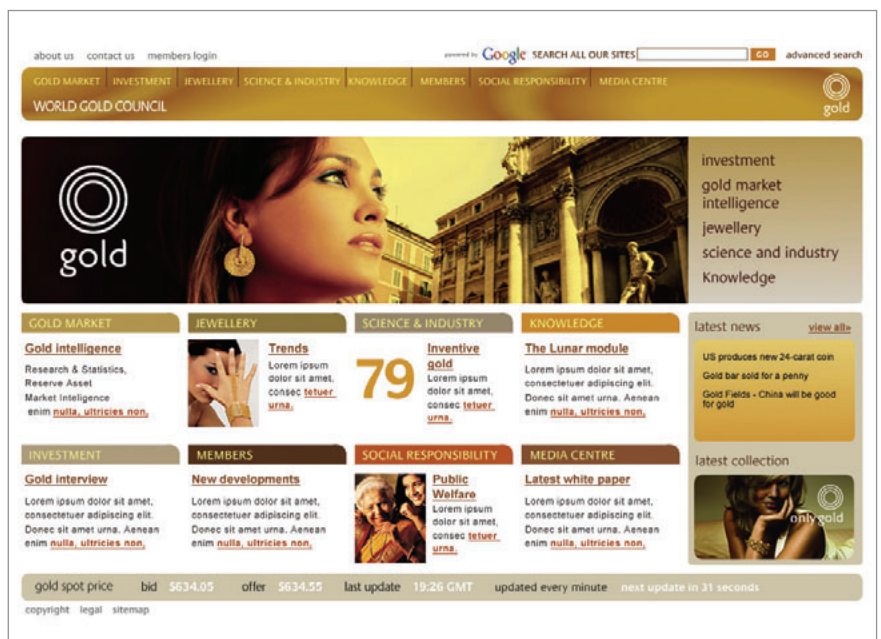 about us contact us members login
powered by Google SEARCH ALL OUR SITES GO advanced search
GOLD MARKET INVESTMENT JEWELLERY SCIENCE & INDUSTRY KNOWLEDGE MEMBERS SOCIAL RESPONSIBILITY MEDIA CENTRE
WORLD GOLD COUNCIL
gold
gold
investment
gold market
intelligence
jewellery
science and industry
Knowledge
GOLD MARKET
Gold intelligence
Research & Statistics,
Reserve Asset
Market Inteligence
enim nulla, ultricies non,
JEWELLERY
Trends
Lorem ipsum
dolor sit amet,
consec tetuer
urna.
SCIENCE & INDUSTRY
79
Inventive
gold
Lorem ipsum
dolor sit amet,
consec tetuer
urna.
KNOWLEDGE
The Lunar module
Lorem ipsum dolor sit amet,
consectetuer adipiscing elit.
Donec sit amet urna. Aenean
enim nulla, ultricies non,
latest news view all»
US produces new 24-carat coin
Gold bar sold for a penny
Gold Fields - China will be good
for gold
INVESTMENT
Gold interview
Lorem ipsum dolor sit amet,
consectetuer adipiscing elit.
Donec sit amet urna. Aenean
enim nulla, ultricies non,
MEMBERS
New developments
Lorem ipsum dolor sit amet,
consectetuer adipiscing elit.
Donec sit amet urna. Aenean
enim nulla, ultricies non,
SOCIAL RESPONSIBILITY
Public
Welfare
Lorem ipsum
dolor sit amet,
consec tetuer
urna.
MEDIA CENTRE
Latest white paper
Lorem ipsum dolor sit amet,
consectetuer adipiscing elit.
Donec sit amet urna. Aenean
enim nulla, ultricies non,
latest collection
onlygold
gold spot price bid $634.05 offer $634.55 last update 19:26 GMT updated every minute next update in 31 seconds
copyright legal sitemap